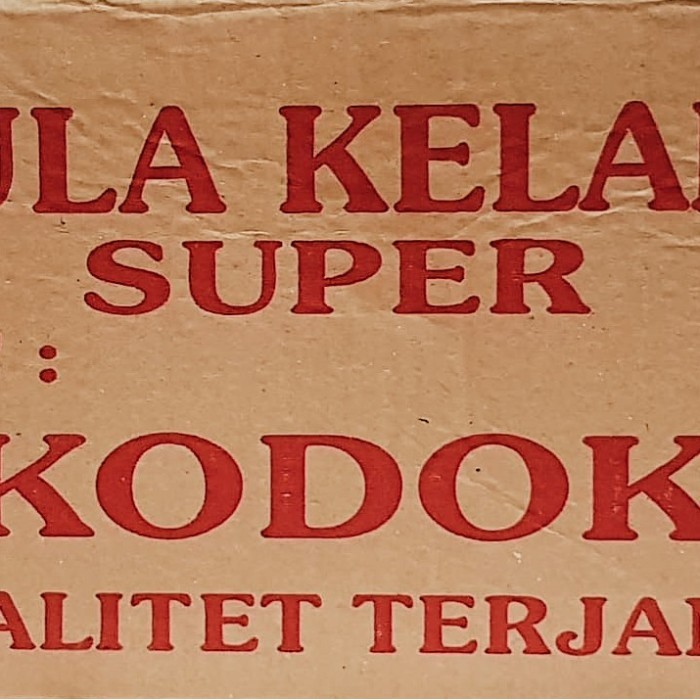 ULA KELA
SUPER
:
KODOK
ALITET TERJA